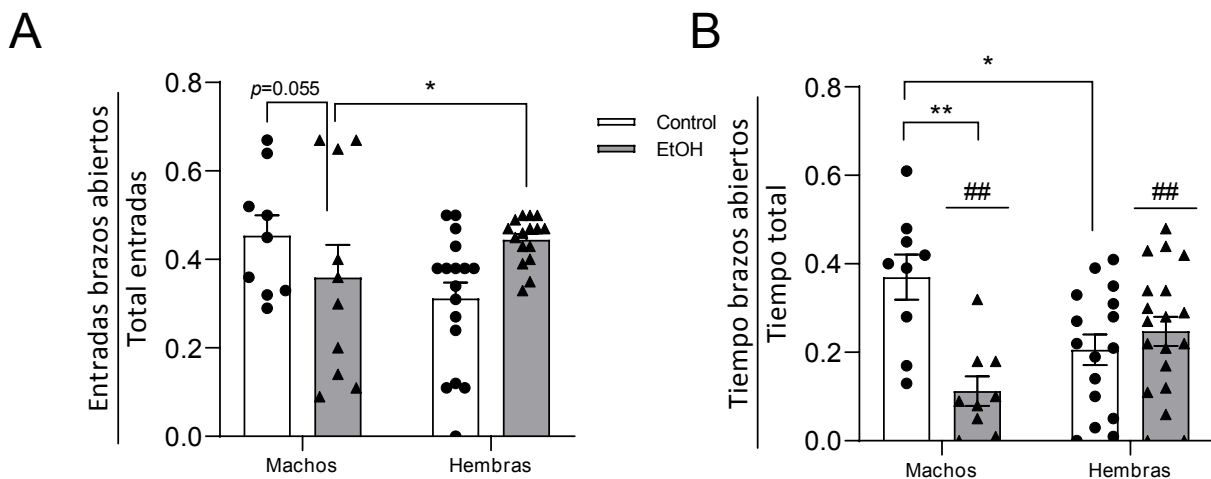 A
Entradas brazos abiertos
Total entradas
0.8
0.6
0.4
0.2
0.0
p=0.055
*
Machos
Hembras
Control
EtOH
B
Tiempo brazos abiertos
Tiempo total
0.8
0.6
0.4
0.2
0.0
*
**
##
##
Machos
Hembras